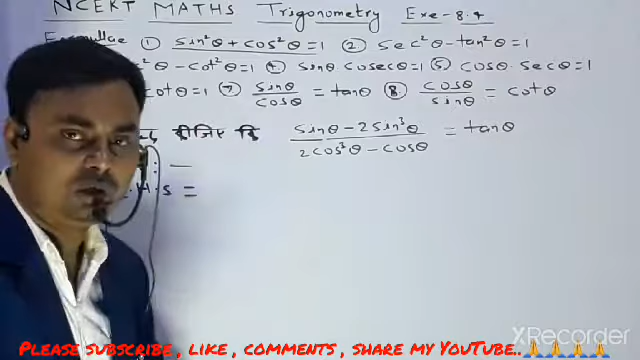 NCERT MATHS Trigonometry Exe-8.4
Formulae ① sin²θ + cos²θ = 1 ② sec²θ - tan²θ = 1
²θ - cot²θ = 1 ④ sinθ cosecθ = 1 ⑤ cosθ · secθ = 1
cotθ = 1 ⑦ sinθ/cosθ = tanθ ⑧ cosθ/sinθ = cotθ
कीजिए कि (sinθ - 2sin³θ)/(2cos³θ - cosθ) = tanθ
: —
·H·S =
XRecorder
PLEASE SUBSCRIBE, LIKE, COMMENTS, SHARE MY YOUTUBE..🙏🙏🙏🙏